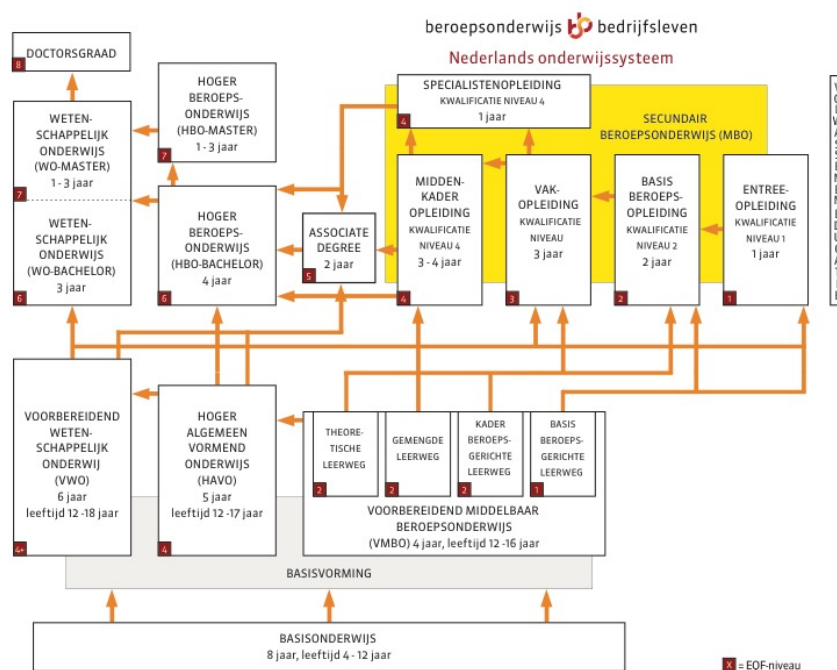 beroepsonderwijs bb bedrijfsleven
Nederlands onderwijssysteem
DOCTORSGRAAD
8
WETEN-
SCHAPPELIJK
ONDERWIJS
(WO-MASTER)
1 - 3 jaar
7
WETEN-
SCHAPPELIJK
ONDERWIJS
(WO-BACHELOR)
3 jaar
6
HOGER
BEROEPS-
ONDERWIJS
(HBO-MASTER)
1 - 3 jaar
7
HOGER
BEROEPS-
ONDERWIJS
(HBO-BACHELOR)
4 jaar
6
ASSOCIATE
DEGREE
2 jaar
5
SPECIALISTENOPLEIDING
KWALIFICATIE NIVEAU 4
1 jaar
4
SECUNDAIR
BEROEPSONDERWIJS (MBO)
MIDDEN-
KADER
OPLEIDING
KWALIFICATIE
NIVEAU 4
3 - 4 jaar
4
VAK-
OPLEIDING
KWALIFICATIE
NIVEAU
3 jaar
3
BASIS
BEROEPS-
OPLEIDING
KWALIFICATIE
NIVEAU 2
2 jaar
2
ENTREE-
OPLEIDING
KWALIFICATIE
NIVEAU 1
1 jaar
1
VOORBEREIDEND
WETEN-
SCHAPPELIJK
ONDERWIJ
(VWO)
6 jaar
leeftijd 12 -18 jaar
4+
HOGER
ALGEMEEN
VORMEND
ONDERWIJS
(HAVO)
5 jaar
leeftijd 12 -17 jaar
4
THEORE-
TISCHE
LEERWEG
2
GEMENGDE
LEERWEG
2
KADER
BEROEPS-
GERICHTE
LEERWEG
2
BASIS
BEROEPS-
GERICHTE
LEERWEG
1
VOORBEREIDEND MIDDELBAAR
BEROEPSONDERWIJS
(VMBO) 4 jaar, leeftijd 12 -16 jaar
BASISVORMING
BASISONDERWIJS
8 jaar, leeftijd 4 - 12 jaar
X = EQF-niveau